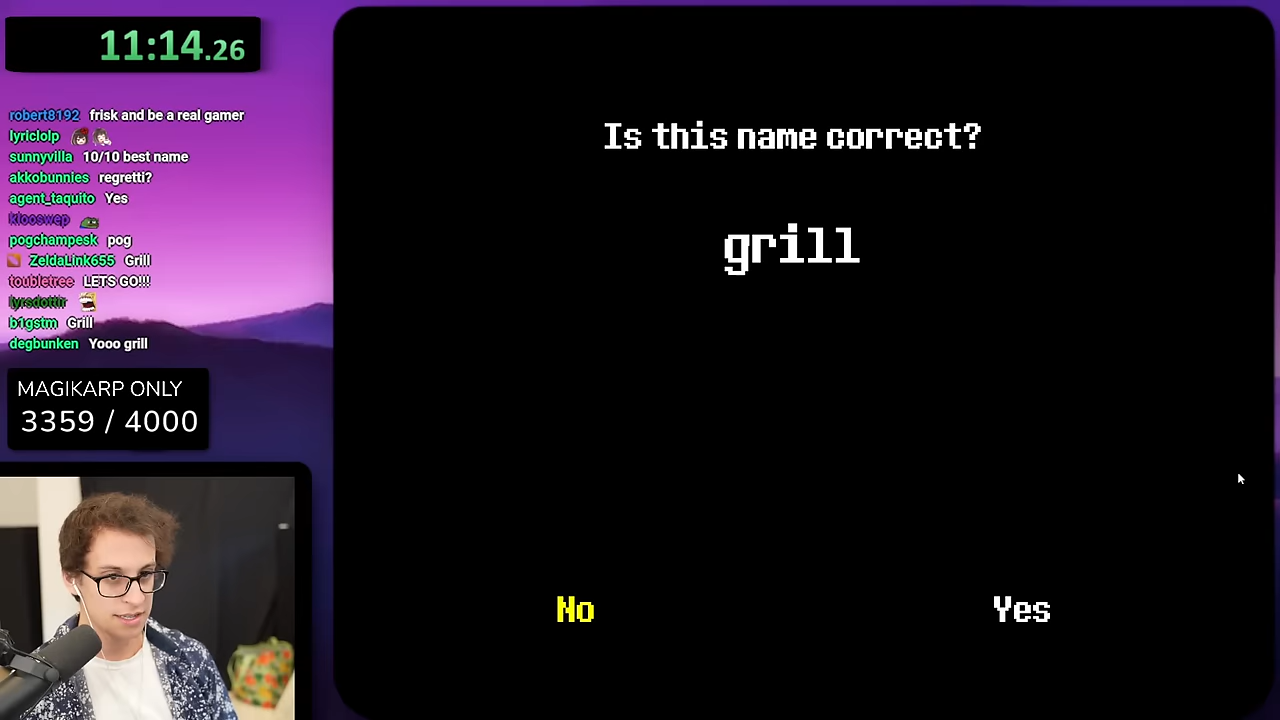 11:14.26
robert8192 frisk and be a real gamer
lyriclolp
sunnyvilla 10/10 best name
akkobunnies regretti?
agent_taquito Yes
klooswep
pogchampesk pog
ZeldaLink655 Grill
toubletree LETS GO!!!
b1gstm Grill
degbunken Yooo grill
MAGIKARP ONLY
3359 / 4000
Is this name correct?
grill
No Yes